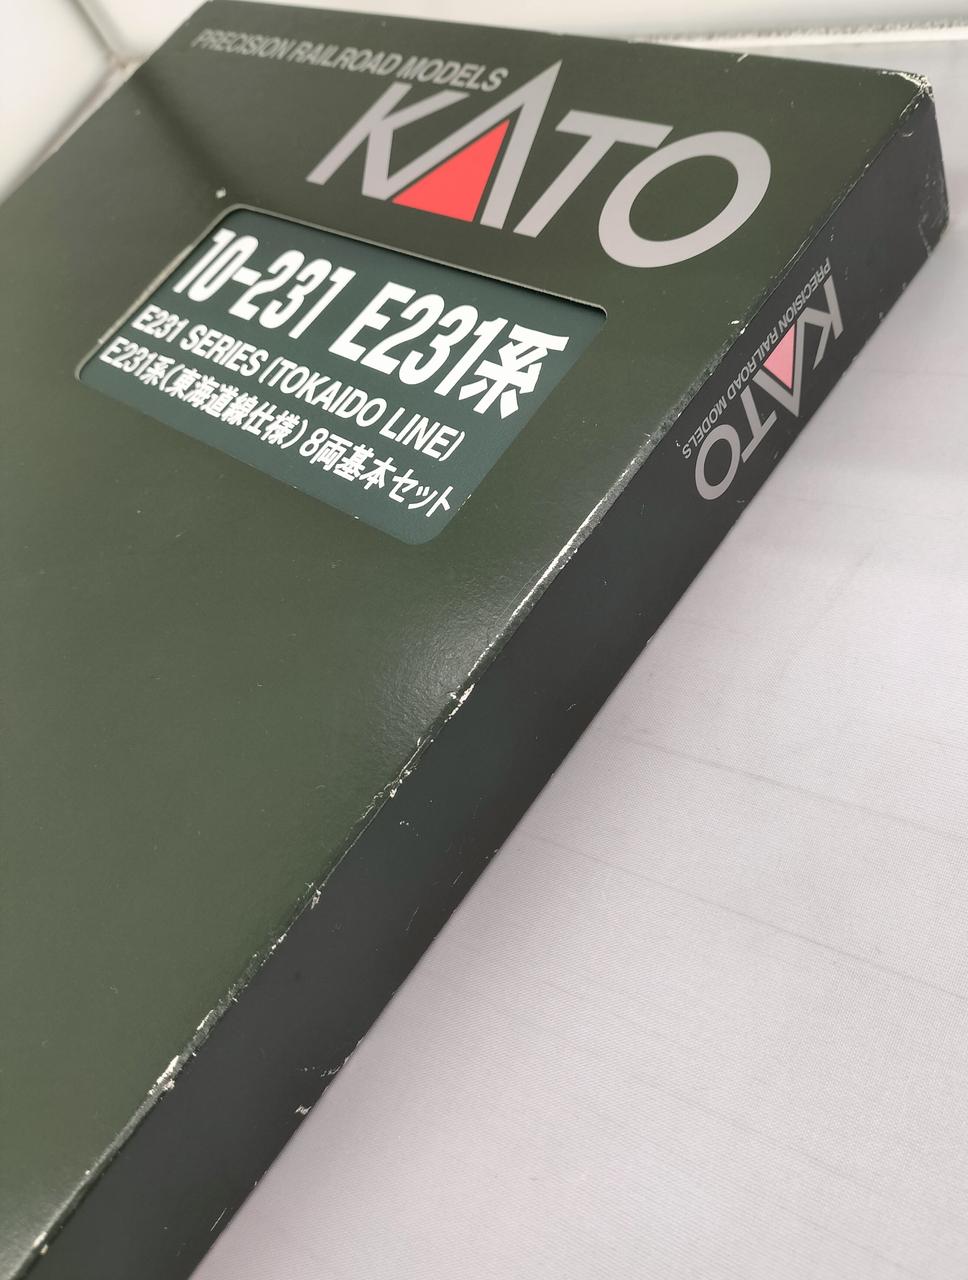 PRECISION RAILROAD MODELS
KATO
10-231 E231系
E231 SERIES (TOKAIDO LINE)
E231系(東海道線仕様)8両基本セット
PRECISION RAILROAD MODELS
KATO